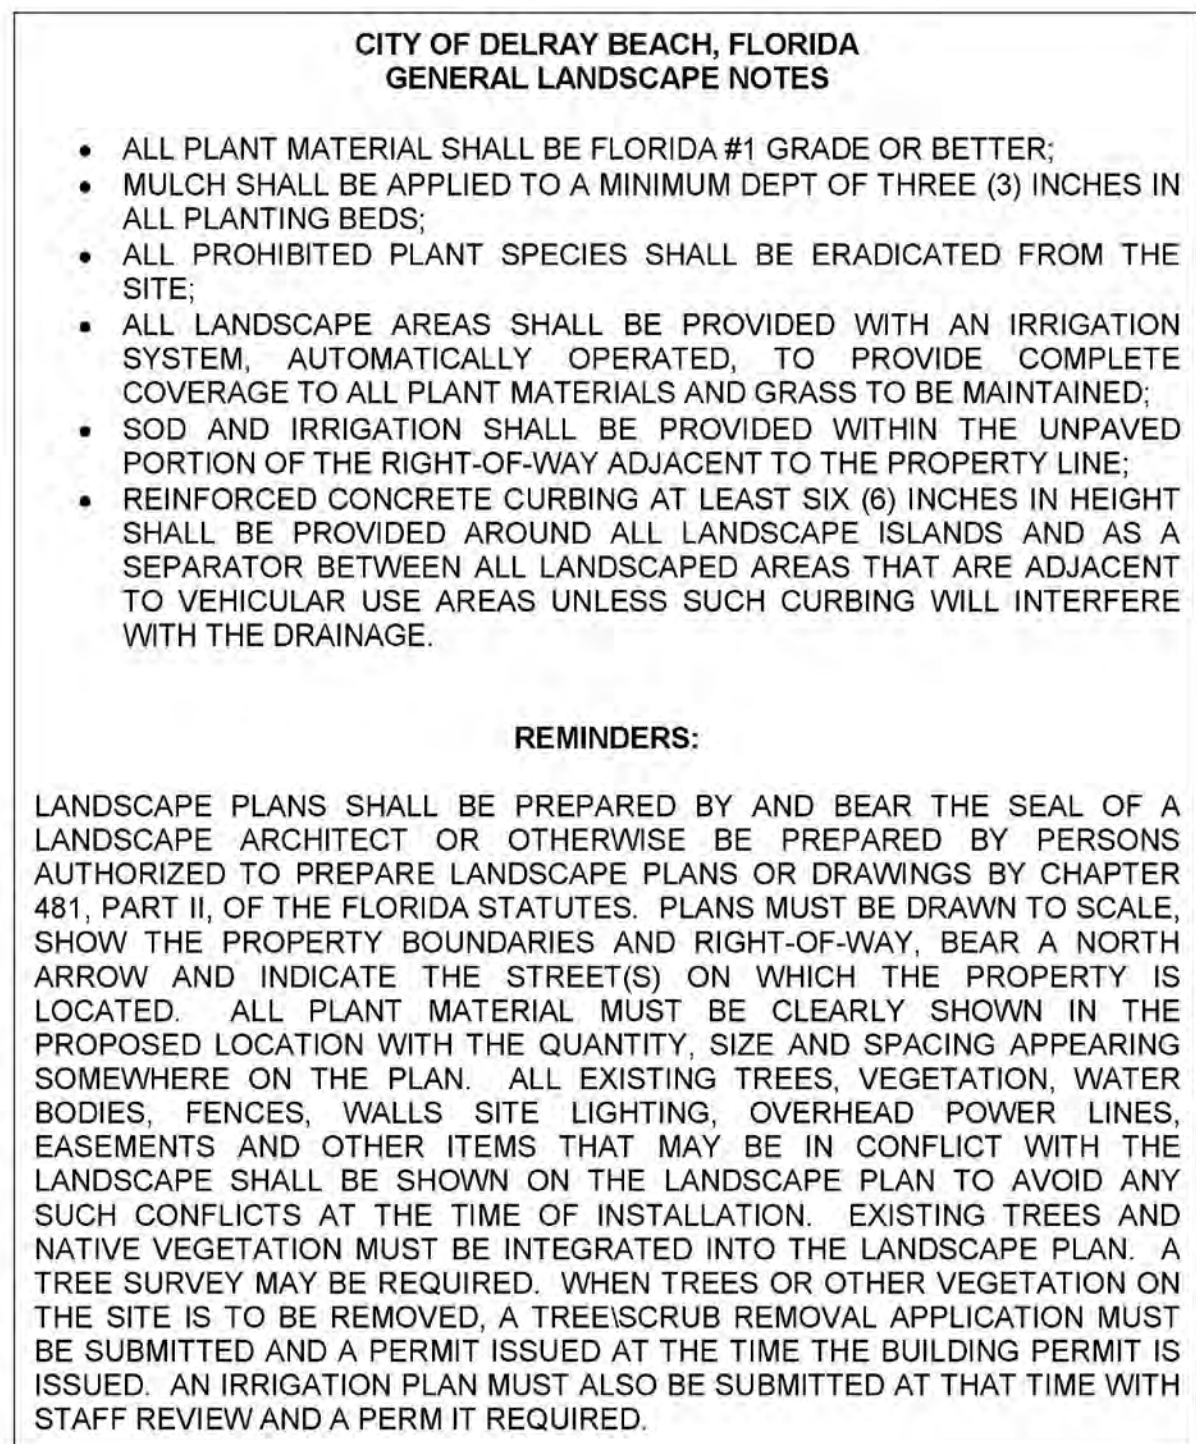 CITY OF DELRAY BEACH, FLORIDA
GENERAL LANDSCAPE NOTES
• ALL PLANT MATERIAL SHALL BE FLORIDA #1 GRADE OR BETTER;
• MULCH SHALL BE APPLIED TO A MINIMUM DEPT OF THREE (3) INCHES IN
ALL PLANTING BEDS;
• ALL PROHIBITED PLANT SPECIES SHALL BE ERADICATED FROM THE
SITE;
• ALL LANDSCAPE AREAS SHALL BE PROVIDED WITH AN IRRIGATION
SYSTEM, AUTOMATICALLY OPERATED, TO PROVIDE COMPLETE
COVERAGE TO ALL PLANT MATERIALS AND GRASS TO BE MAINTAINED;
• SOD AND IRRIGATION SHALL BE PROVIDED WITHIN THE UNPAVED
PORTION OF THE RIGHT-OF-WAY ADJACENT TO THE PROPERTY LINE;
• REINFORCED CONCRETE CURBING AT LEAST SIX (6) INCHES IN HEIGHT
SHALL BE PROVIDED AROUND ALL LANDSCAPE ISLANDS AND AS A
SEPARATOR BETWEEN ALL LANDSCAPED AREAS THAT ARE ADJACENT
TO VEHICULAR USE AREAS UNLESS SUCH CURBING WILL INTERFERE
WITH THE DRAINAGE.
REMINDERS:
LANDSCAPE PLANS SHALL BE PREPARED BY AND BEAR THE SEAL OF A
LANDSCAPE ARCHITECT OR OTHERWISE BE PREPARED BY PERSONS
AUTHORIZED TO PREPARE LANDSCAPE PLANS OR DRAWINGS BY CHAPTER
481, PART II, OF THE FLORIDA STATUTES. PLANS MUST BE DRAWN TO SCALE,
SHOW THE PROPERTY BOUNDARIES AND RIGHT-OF-WAY, BEAR A NORTH
ARROW AND INDICATE THE STREET(S) ON WHICH THE PROPERTY IS
LOCATED. ALL PLANT MATERIAL MUST BE CLEARLY SHOWN IN THE
PROPOSED LOCATION WITH THE QUANTITY, SIZE AND SPACING APPEARING
SOMEWHERE ON THE PLAN. ALL EXISTING TREES, VEGETATION, WATER
BODIES, FENCES, WALLS SITE LIGHTING, OVERHEAD POWER LINES,
EASEMENTS AND OTHER ITEMS THAT MAY BE IN CONFLICT WITH THE
LANDSCAPE SHALL BE SHOWN ON THE LANDSCAPE PLAN TO AVOID ANY
SUCH CONFLICTS AT THE TIME OF INSTALLATION. EXISTING TREES AND
NATIVE VEGETATION MUST BE INTEGRATED INTO THE LANDSCAPE PLAN. A
TREE SURVEY MAY BE REQUIRED. WHEN TREES OR OTHER VEGETATION ON
THE SITE IS TO BE REMOVED, A TREE\SCRUB REMOVAL APPLICATION MUST
BE SUBMITTED AND A PERMIT ISSUED AT THE TIME THE BUILDING PERMIT IS
ISSUED. AN IRRIGATION PLAN MUST ALSO BE SUBMITTED AT THAT TIME WITH
STAFF REVIEW AND A PERM IT REQUIRED.